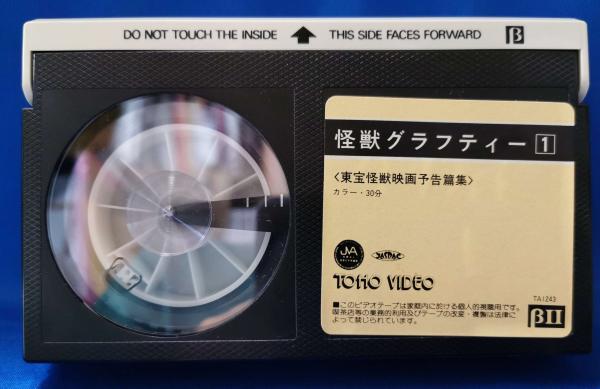 DO NOT TOUCH THE INSIDE THIS SIDE FACES FORWARD β
怪獣グラフティー 1
〈東宝怪獣映画予告篇集〉
カラー・30分
JVA JASRAC
TOHO VIDEO
TA1243
■このビデオテープは家庭内に於ける個人的視聴用です。
喫茶店等の業務的利用及びテープの改変・複製は法律に
よって禁じられています。
βII